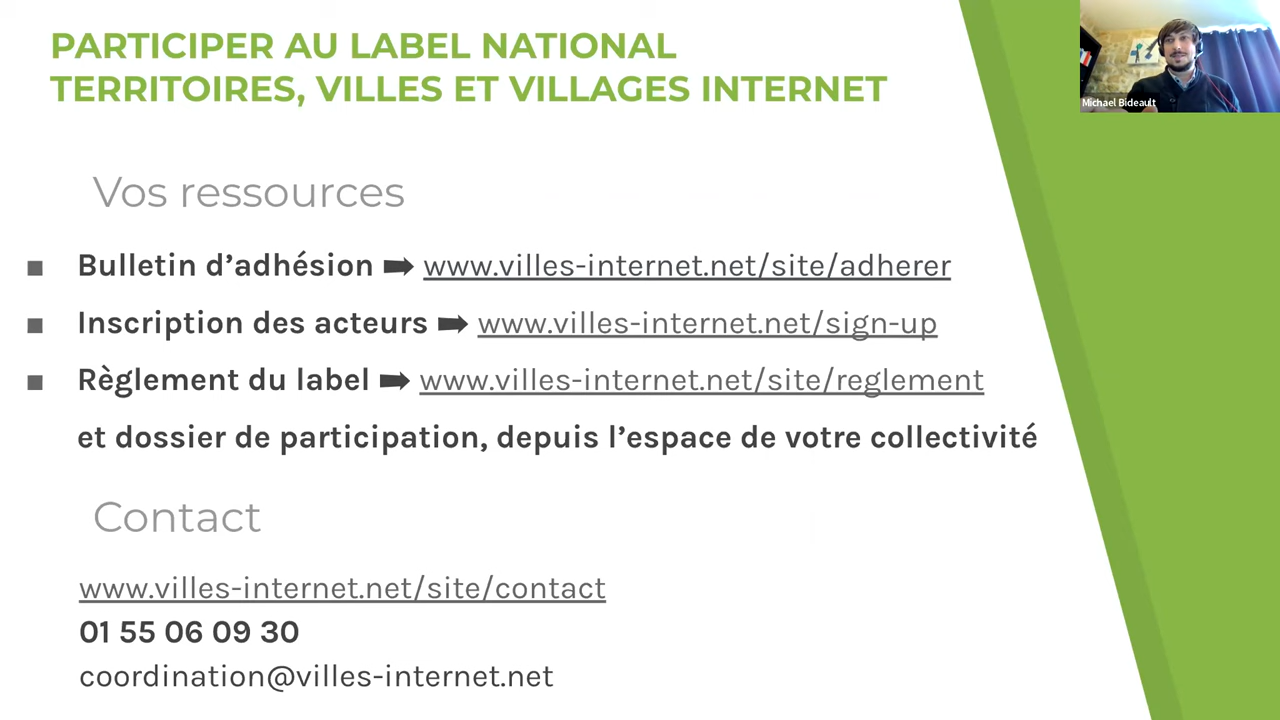 PARTICIPER AU LABEL NATIONAL
TERRITOIRES, VILLES ET VILLAGES INTERNET
Michael Bideault
Vos ressources
■ Bulletin d’adhésion ➠ www.villes-internet.net/site/adherer
■ Inscription des acteurs ➠ www.villes-internet.net/sign-up
■ Règlement du label ➠ www.villes-internet.net/site/reglement
et dossier de participation, depuis l’espace de votre collectivité
Contact
www.villes-internet.net/site/contact
01 55 06 09 30
coordination@villes-internet.net